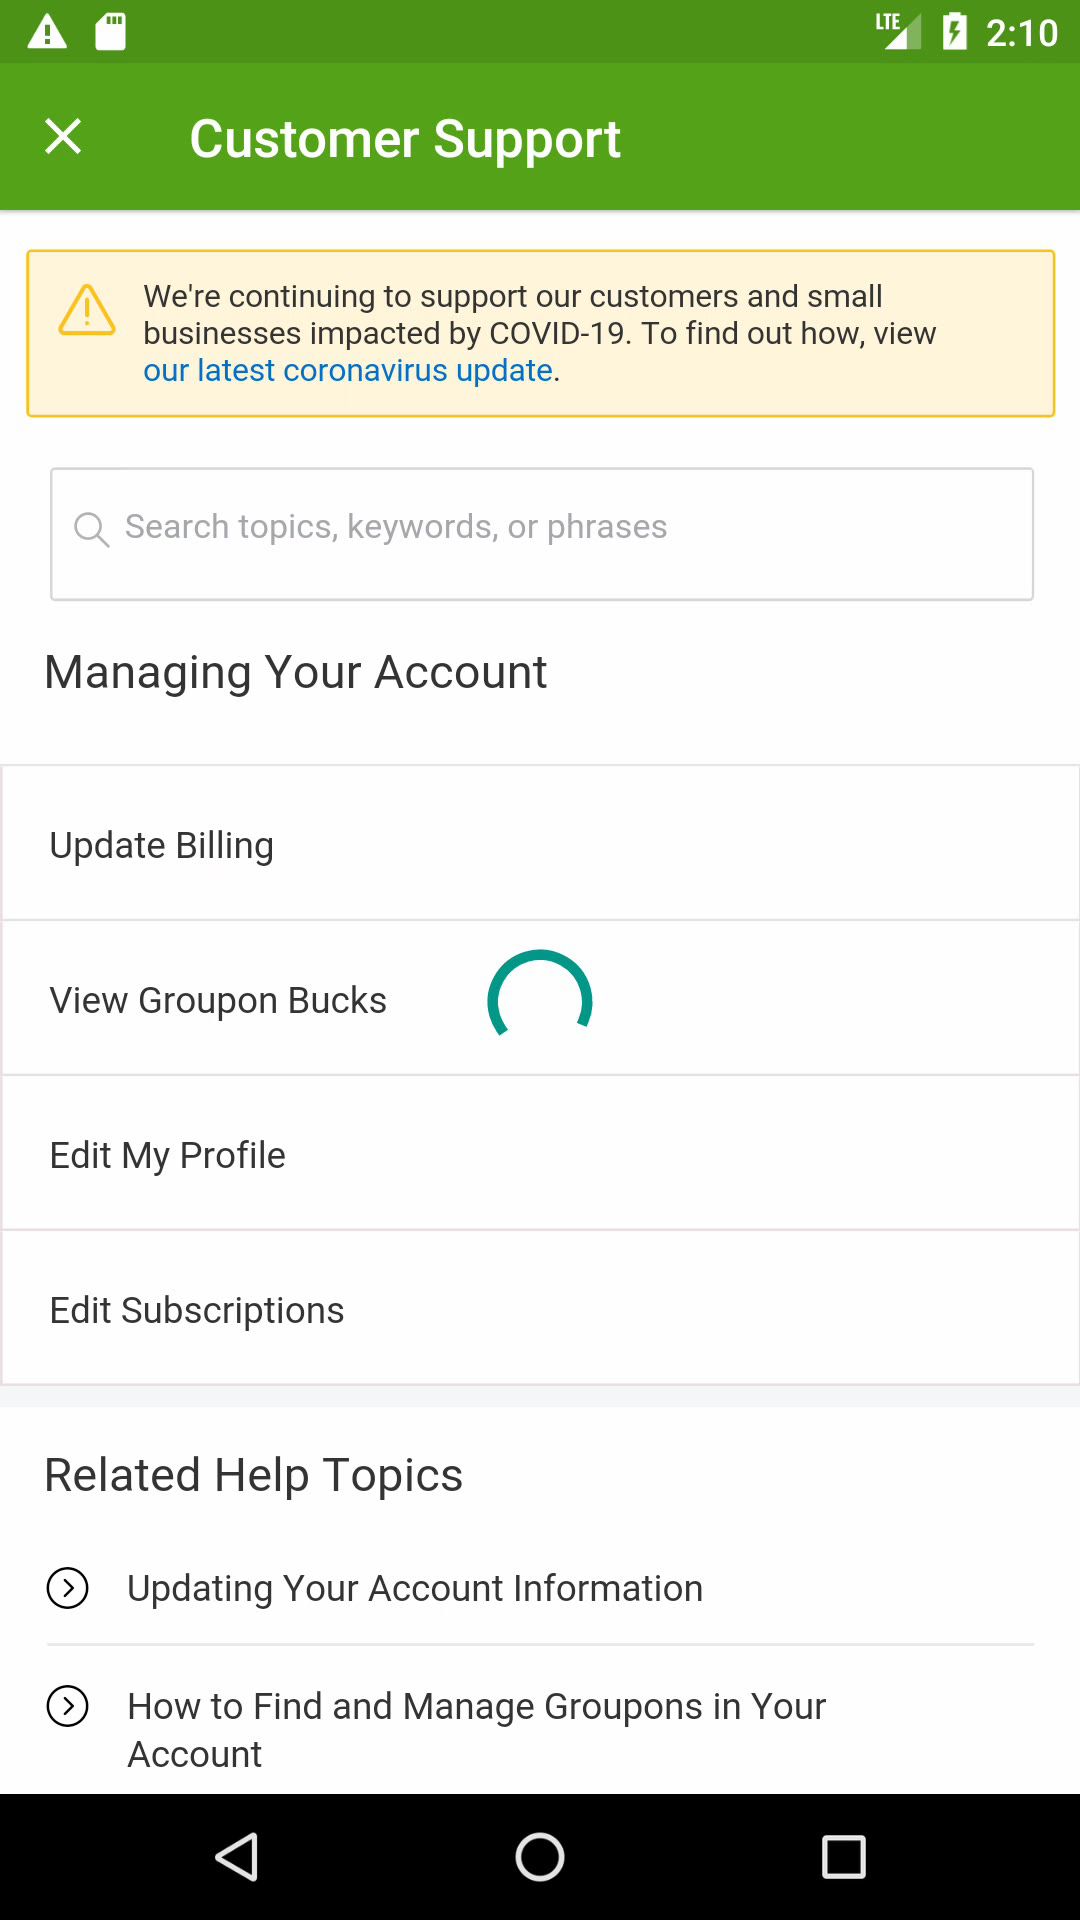 LTE 2:10
Customer Support
We're continuing to support our customers and small
businesses impacted by COVID-19. To find out how, view
our latest coronavirus update.
Search topics, keywords, or phrases
Managing Your Account
Update Billing
View Groupon Bucks
Edit My Profile
Edit Subscriptions
Related Help Topics
Updating Your Account Information
How to Find and Manage Groupons in Your
Account